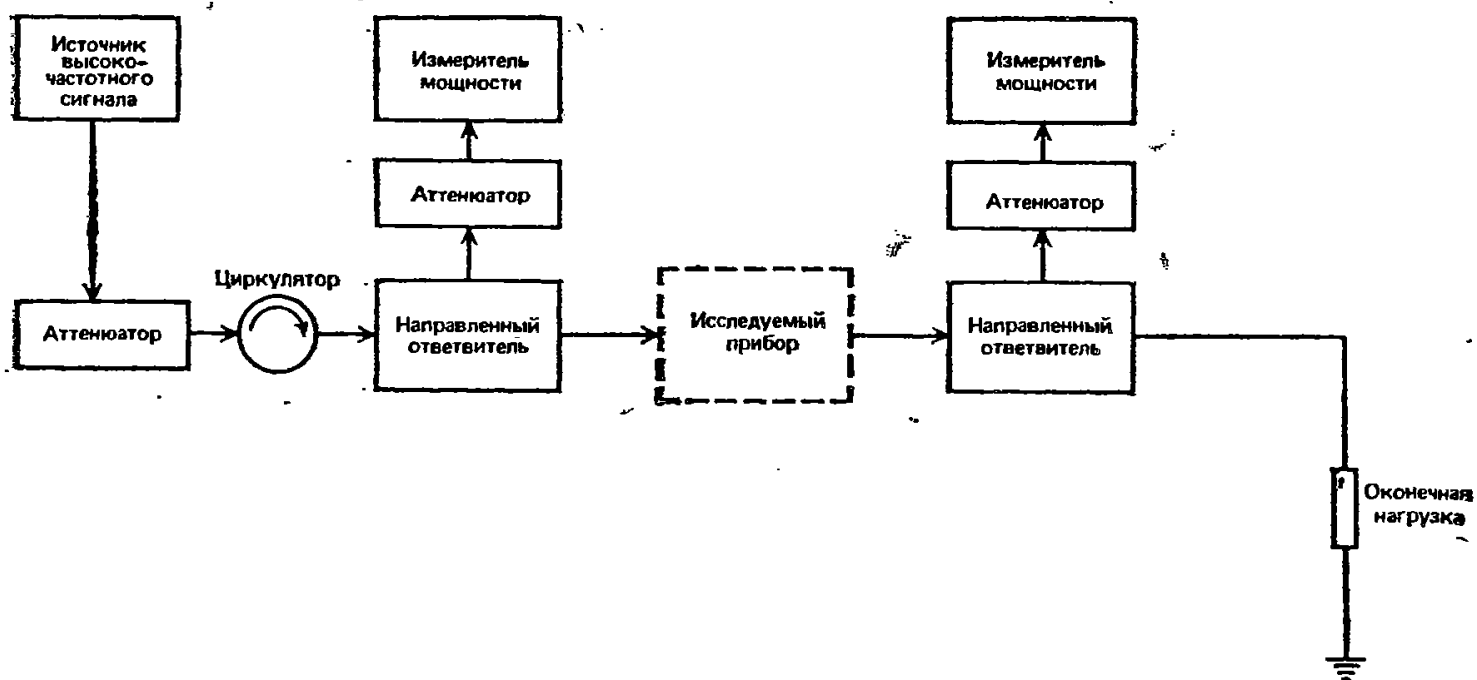 Источник
высоко-
частотного
сигнала
Измеритель
мощности
Измеритель
мощности
Аттенюатор
Аттенюатор
Циркулятор
Аттенюатор
Направленный
ответвитель
Исследуемый
прибор
Направленный
ответвитель
Оконечная
нагрузка